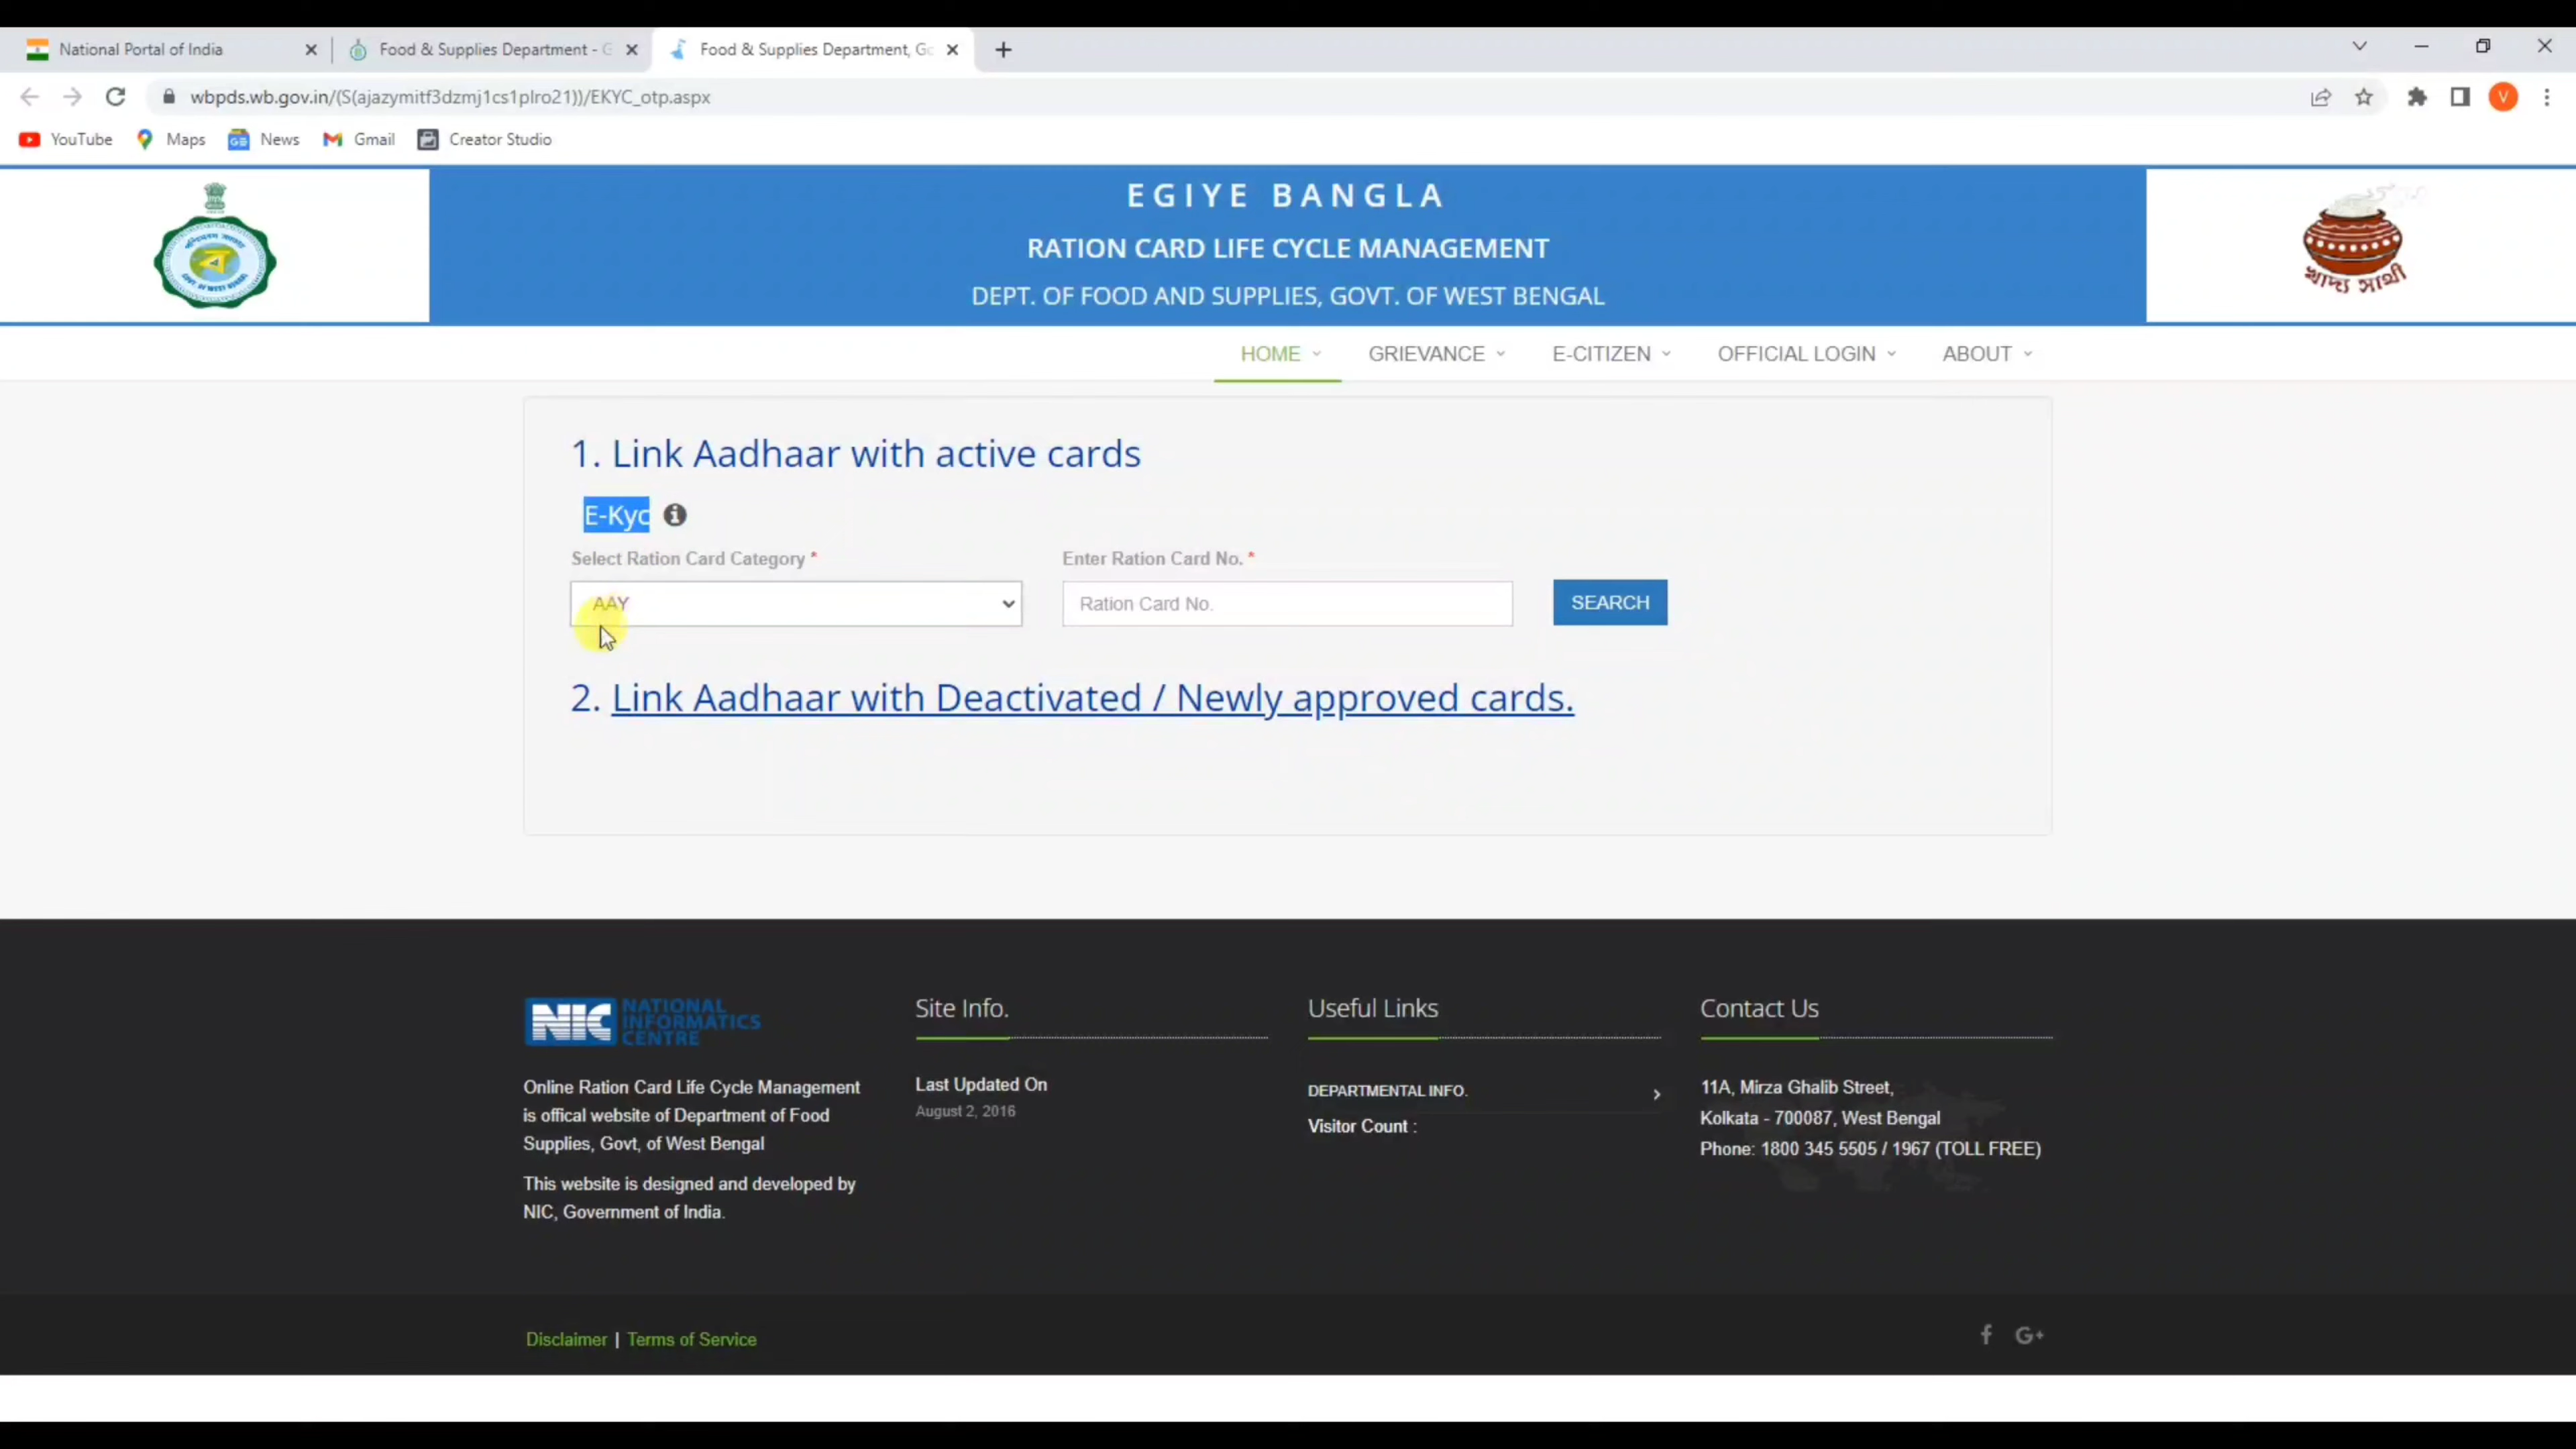 National Portal of India
Food & Supplies Department - G
Food & Supplies Department, Go
wbpds.wb.gov.in/(S(ajazymitf3dzmj1cs1plro21))/EKYC_otp.aspx
V
YouTube Maps News Gmail Creator Studio
EGIYE BANGLA
RATION CARD LIFE CYCLE MANAGEMENT
DEPT. OF FOOD AND SUPPLIES, GOVT. OF WEST BENGAL
খাদ্য সাথী
HOME GRIEVANCE E-CITIZEN OFFICIAL LOGIN ABOUT
1. Link Aadhaar with active cards
E-Kyc
Select Ration Card Category * Enter Ration Card No. *
AAY Ration Card No. SEARCH
2. Link Aadhaar with Deactivated / Newly approved cards.
NIC NATIONAL INFORMATICS CENTRE
Online Ration Card Life Cycle Management
is offical website of Department of Food
Supplies, Govt, of West Bengal
This website is designed and developed by
NIC, Government of India.
Site Info.
Last Updated On
August 2, 2016
Useful Links
DEPARTMENTAL INFO.
Visitor Count :
Contact Us
11A, Mirza Ghalib Street,
Kolkata - 700087, West Bengal
Phone: 1800 345 5505 / 1967 (TOLL FREE)
Disclaimer | Terms of Service
f G+